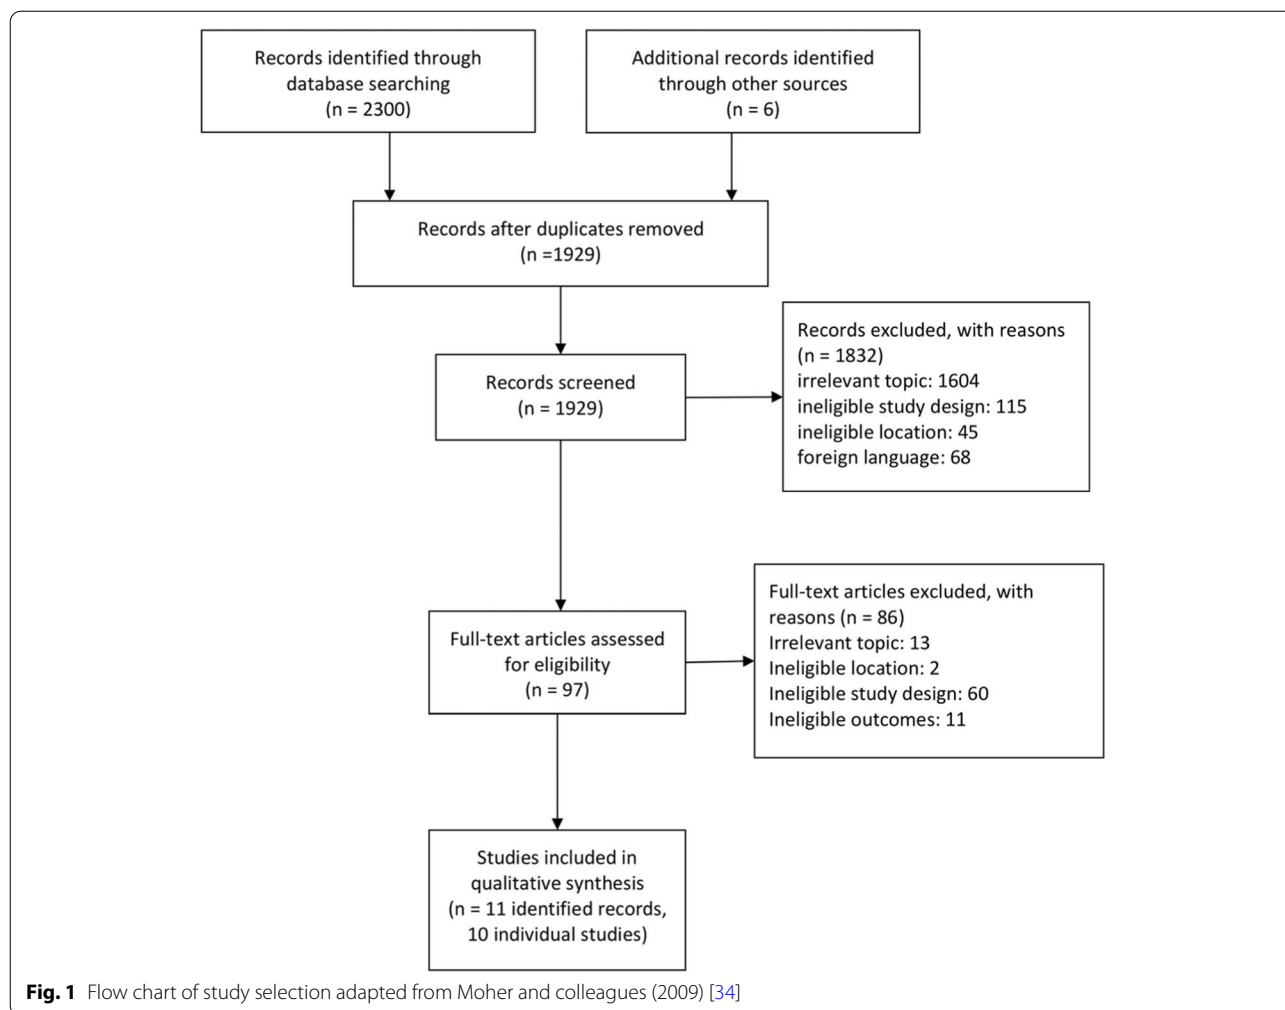 Records identified through
database searching
(n = 2300)
Additional records identified
through other sources
(n = 6)
Records after duplicates removed
(n =1929)
Records screened
(n = 1929)
Records excluded, with reasons
(n = 1832)
irrelevant topic: 1604
ineligible study design: 115
ineligible location: 45
foreign language: 68
Full-text articles assessed
for eligibility
(n = 97)
Full-text articles excluded, with
reasons (n = 86)
Irrelevant topic: 13
Ineligible location: 2
Ineligible study design: 60
Ineligible outcomes: 11
Studies included in
qualitative synthesis
(n = 11 identified records,
10 individual studies)
Fig. 1 Flow chart of study selection adapted from Moher and colleagues (2009) [34]